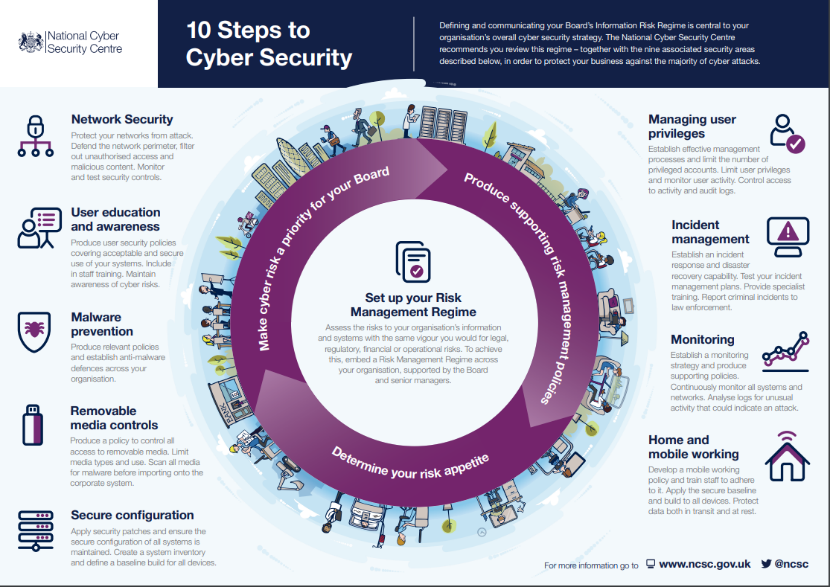 National Cyber
Security Centre
10 Steps to
Cyber Security
Defining and communicating your Board's Information Risk Regime is central to your
organisation's overall cyber security strategy. The National Cyber Security Centre
recommends you review this regime – together with the nine associated security areas
described below, in order to protect your business against the majority of cyber attacks.
Network Security
Protect your networks from attack.
Defend the network perimeter, filter
out unauthorised access and
malicious content. Monitor
and test security controls.
User education
and awareness
Produce user security policies
covering acceptable and secure
use of your systems. Include
in staff training. Maintain
awareness of cyber risks.
Malware
prevention
Produce relevant policies
and establish anti-malware
defences across your
organisation.
Removable
media controls
Produce a policy to control all
access to removable media. Limit
media types and use. Scan all media
for malware before importing onto the
corporate system.
Secure configuration
Apply security patches and ensure the
secure configuration of all systems is
maintained. Create a system inventory
and define a baseline build for all devices.
Make cyber risk a priority for your Board
Produce supporting risk management policies
Determine your risk appetite
Set up your Risk
Management Regime
Assess the risks to your organisation's information
and systems with the same vigour you would for legal,
regulatory, financial or operational risks. To achieve
this, embed a Risk Management Regime across
your organisation, supported by the Board
and senior managers.
Managing user
privileges
Establish effective management
processes and limit the number of
privileged accounts. Limit user privileges
and monitor user activity. Control access
to activity and audit logs.
Incident
management
Establish an incident
response and disaster
recovery capability. Test your incident
management plans. Provide specialist
training. Report criminal incidents to
law enforcement.
Monitoring
Establish a monitoring
strategy and produce
supporting policies.
Continuously monitor all systems and
networks. Analyse logs for unusual
activity that could indicate an attack.
Home and
mobile working
Develop a mobile working
policy and train staff to adhere
to it. Apply the secure baseline
and build to all devices. Protect
data both in transit and at rest.
For more information go to www.ncsc.gov.uk @ncsc